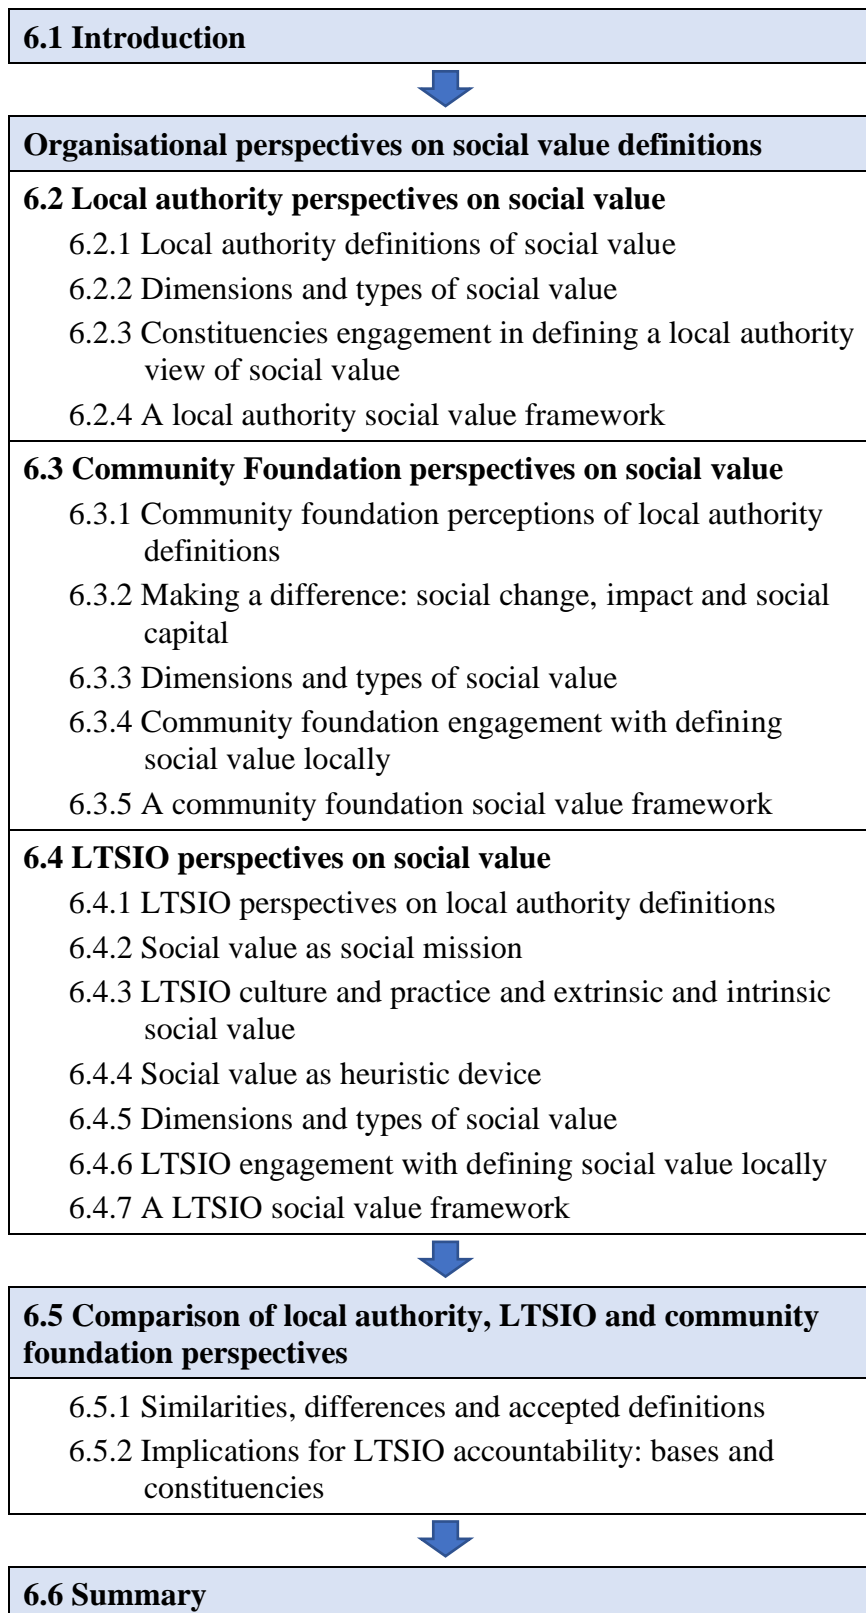 6.1 Introduction
Organisational perspectives on social value definitions
6.2 Local authority perspectives on social value
6.2.1 Local authority definitions of social value
6.2.2 Dimensions and types of social value
6.2.3 Constituencies engagement in defining a local authority
view of social value
6.2.4 A local authority social value framework
6.3 Community Foundation perspectives on social value
6.3.1 Community foundation perceptions of local authority
definitions
6.3.2 Making a difference: social change, impact and social
capital
6.3.3 Dimensions and types of social value
6.3.4 Community foundation engagement with defining
social value locally
6.3.5 A community foundation social value framework
6.4 LTSIO perspectives on social value
6.4.1 LTSIO perspectives on local authority definitions
6.4.2 Social value as social mission
6.4.3 LTSIO culture and practice and extrinsic and intrinsic
social value
6.4.4 Social value as heuristic device
6.4.5 Dimensions and types of social value
6.4.6 LTSIO engagement with defining social value locally
6.4.7 A LTSIO social value framework
6.5 Comparison of local authority, LTSIO and community
foundation perspectives
6.5.1 Similarities, differences and accepted definitions
6.5.2 Implications for LTSIO accountability: bases and
constituencies
6.6 Summary